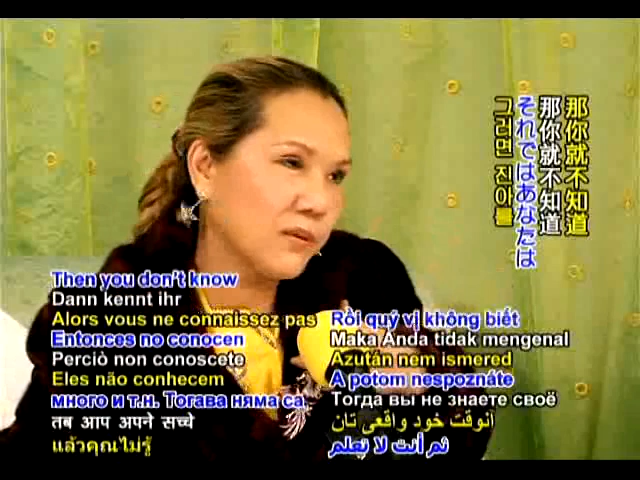 那你就不知道
那你就不知道
それではあなたは
그러면 진아를
Then you don't know
Dann kennt ihr
Alors vous ne connaissez pas
Entonces no conocen
Perciò non conoscete
Eles não conhecem
много и т.н. Тогава няма са
तब आप अपने सच्चे
แล้วคุณไม่รู้
Rồi quý vị không biết
Maka Anda tidak mengenal
Azután nem ismered
A potom nespoznáte
Тогда вы не знаете своё
آنوقت خود واقعی تان
ثم أنت لا تعلم